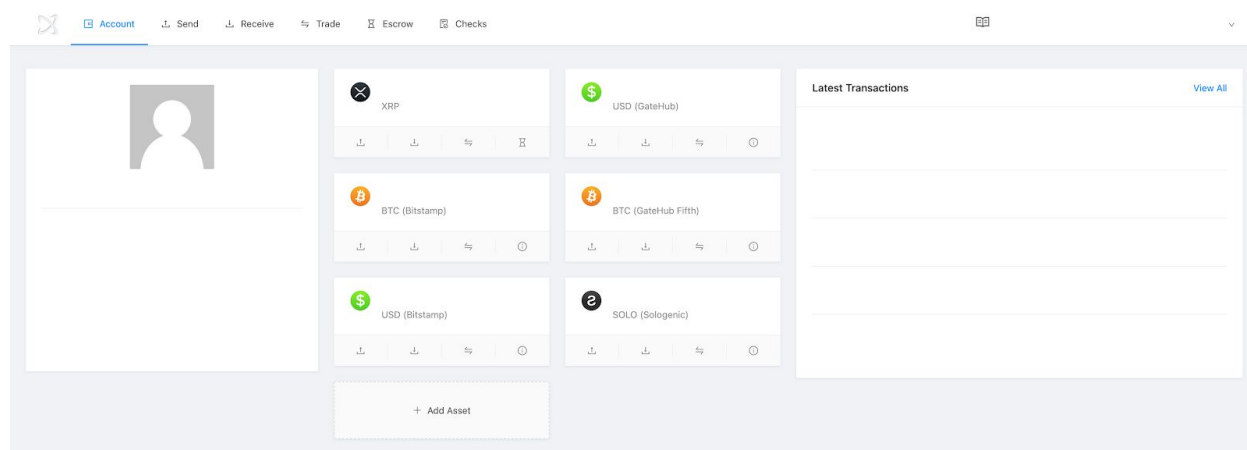 Account Send Receive Trade Escrow Checks
XRP
USD (GateHub)
BTC (Bitstamp)
BTC (GateHub Fifth)
USD (Bitstamp)
SOLO (Sologenic)
+ Add Asset
Latest Transactions View All